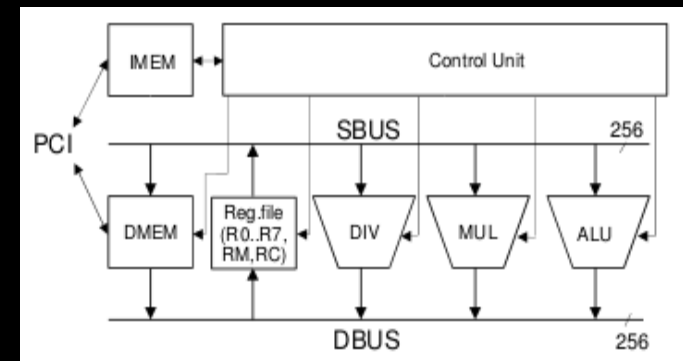 IMEM
Control Unit
PCI
SBUS
256
DMEM
Reg.file
(R0..R7,
RM,RC)
DIV
MUL
ALU
DBUS
256